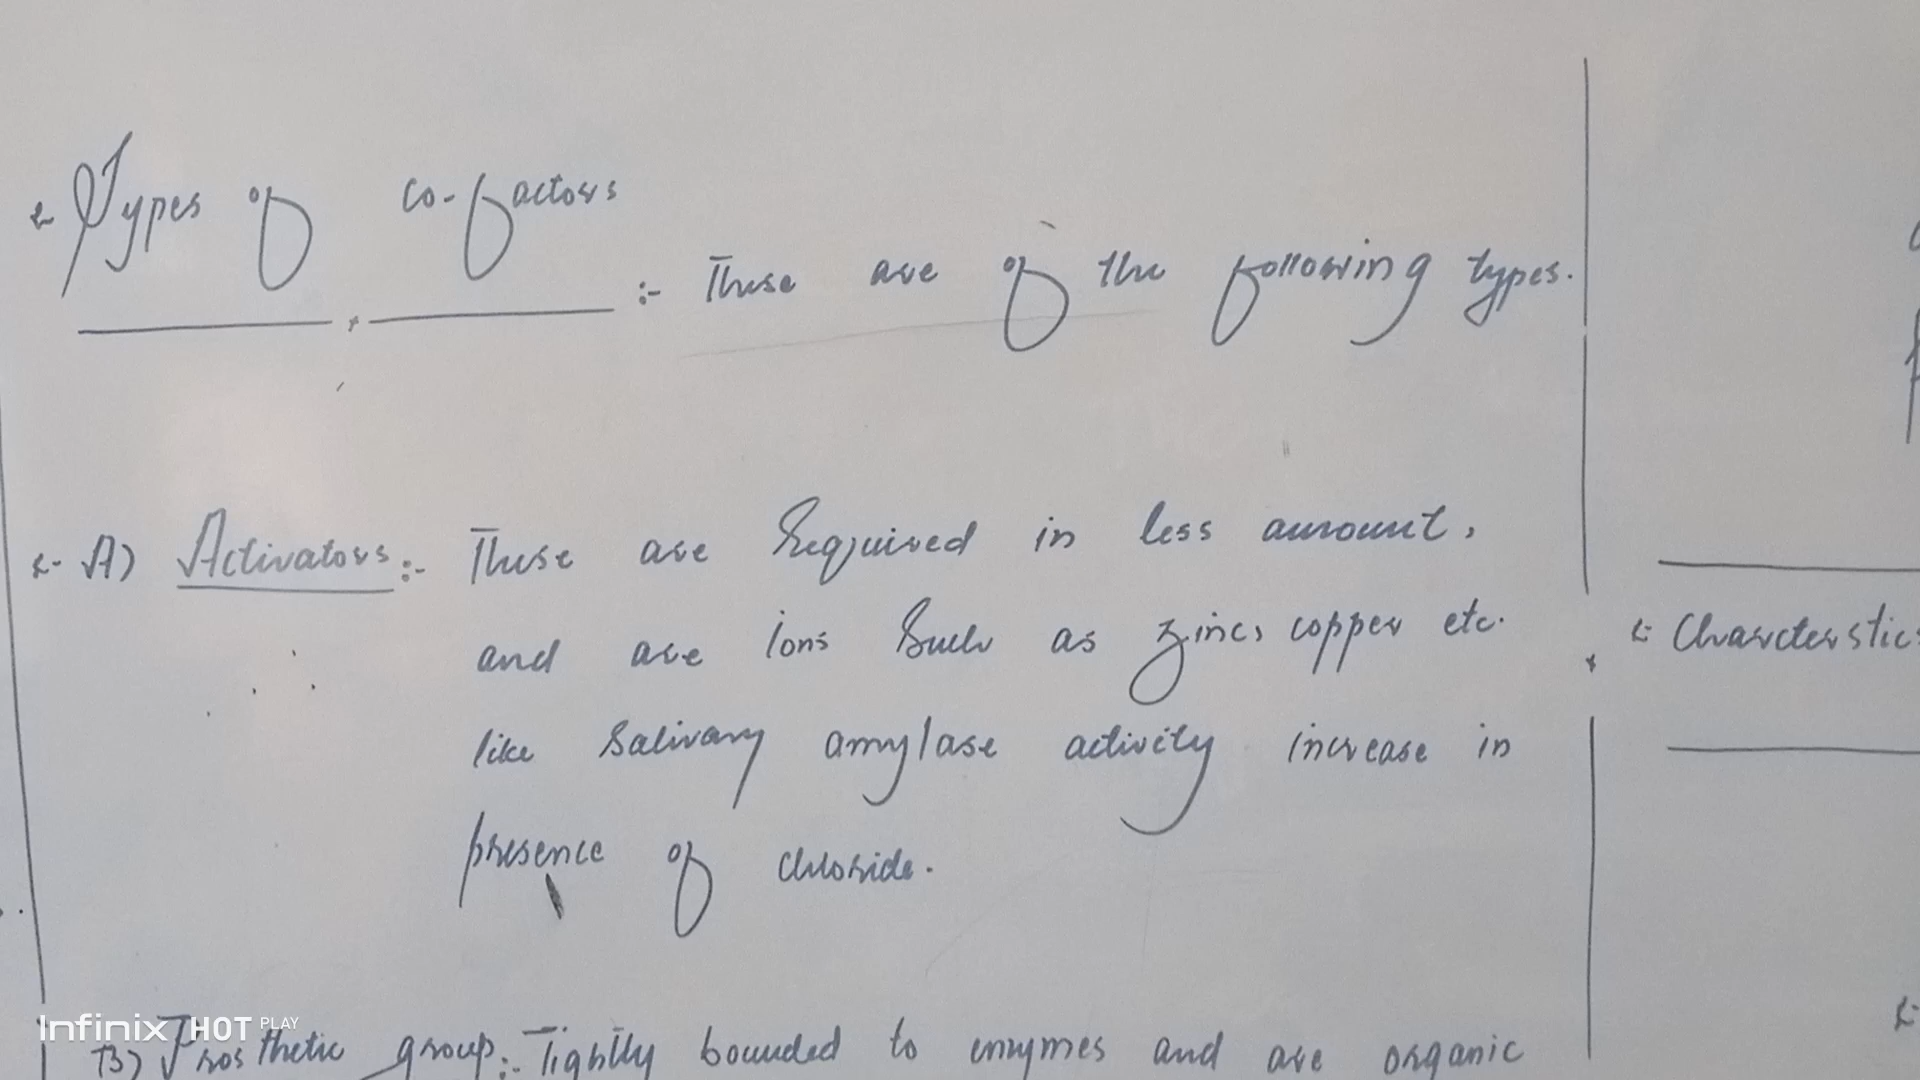 Types of co-factors :- These are of the following types.
A) Activators :- These are Required in less amount,
and are ions Such as zinc, copper etc.
like Salivary amylase activity increase in
presence of chloride.
B) Prosthetic group :- Tightly bounded to enzymes and are organic
Characterstics
Infinix HOT PLAY